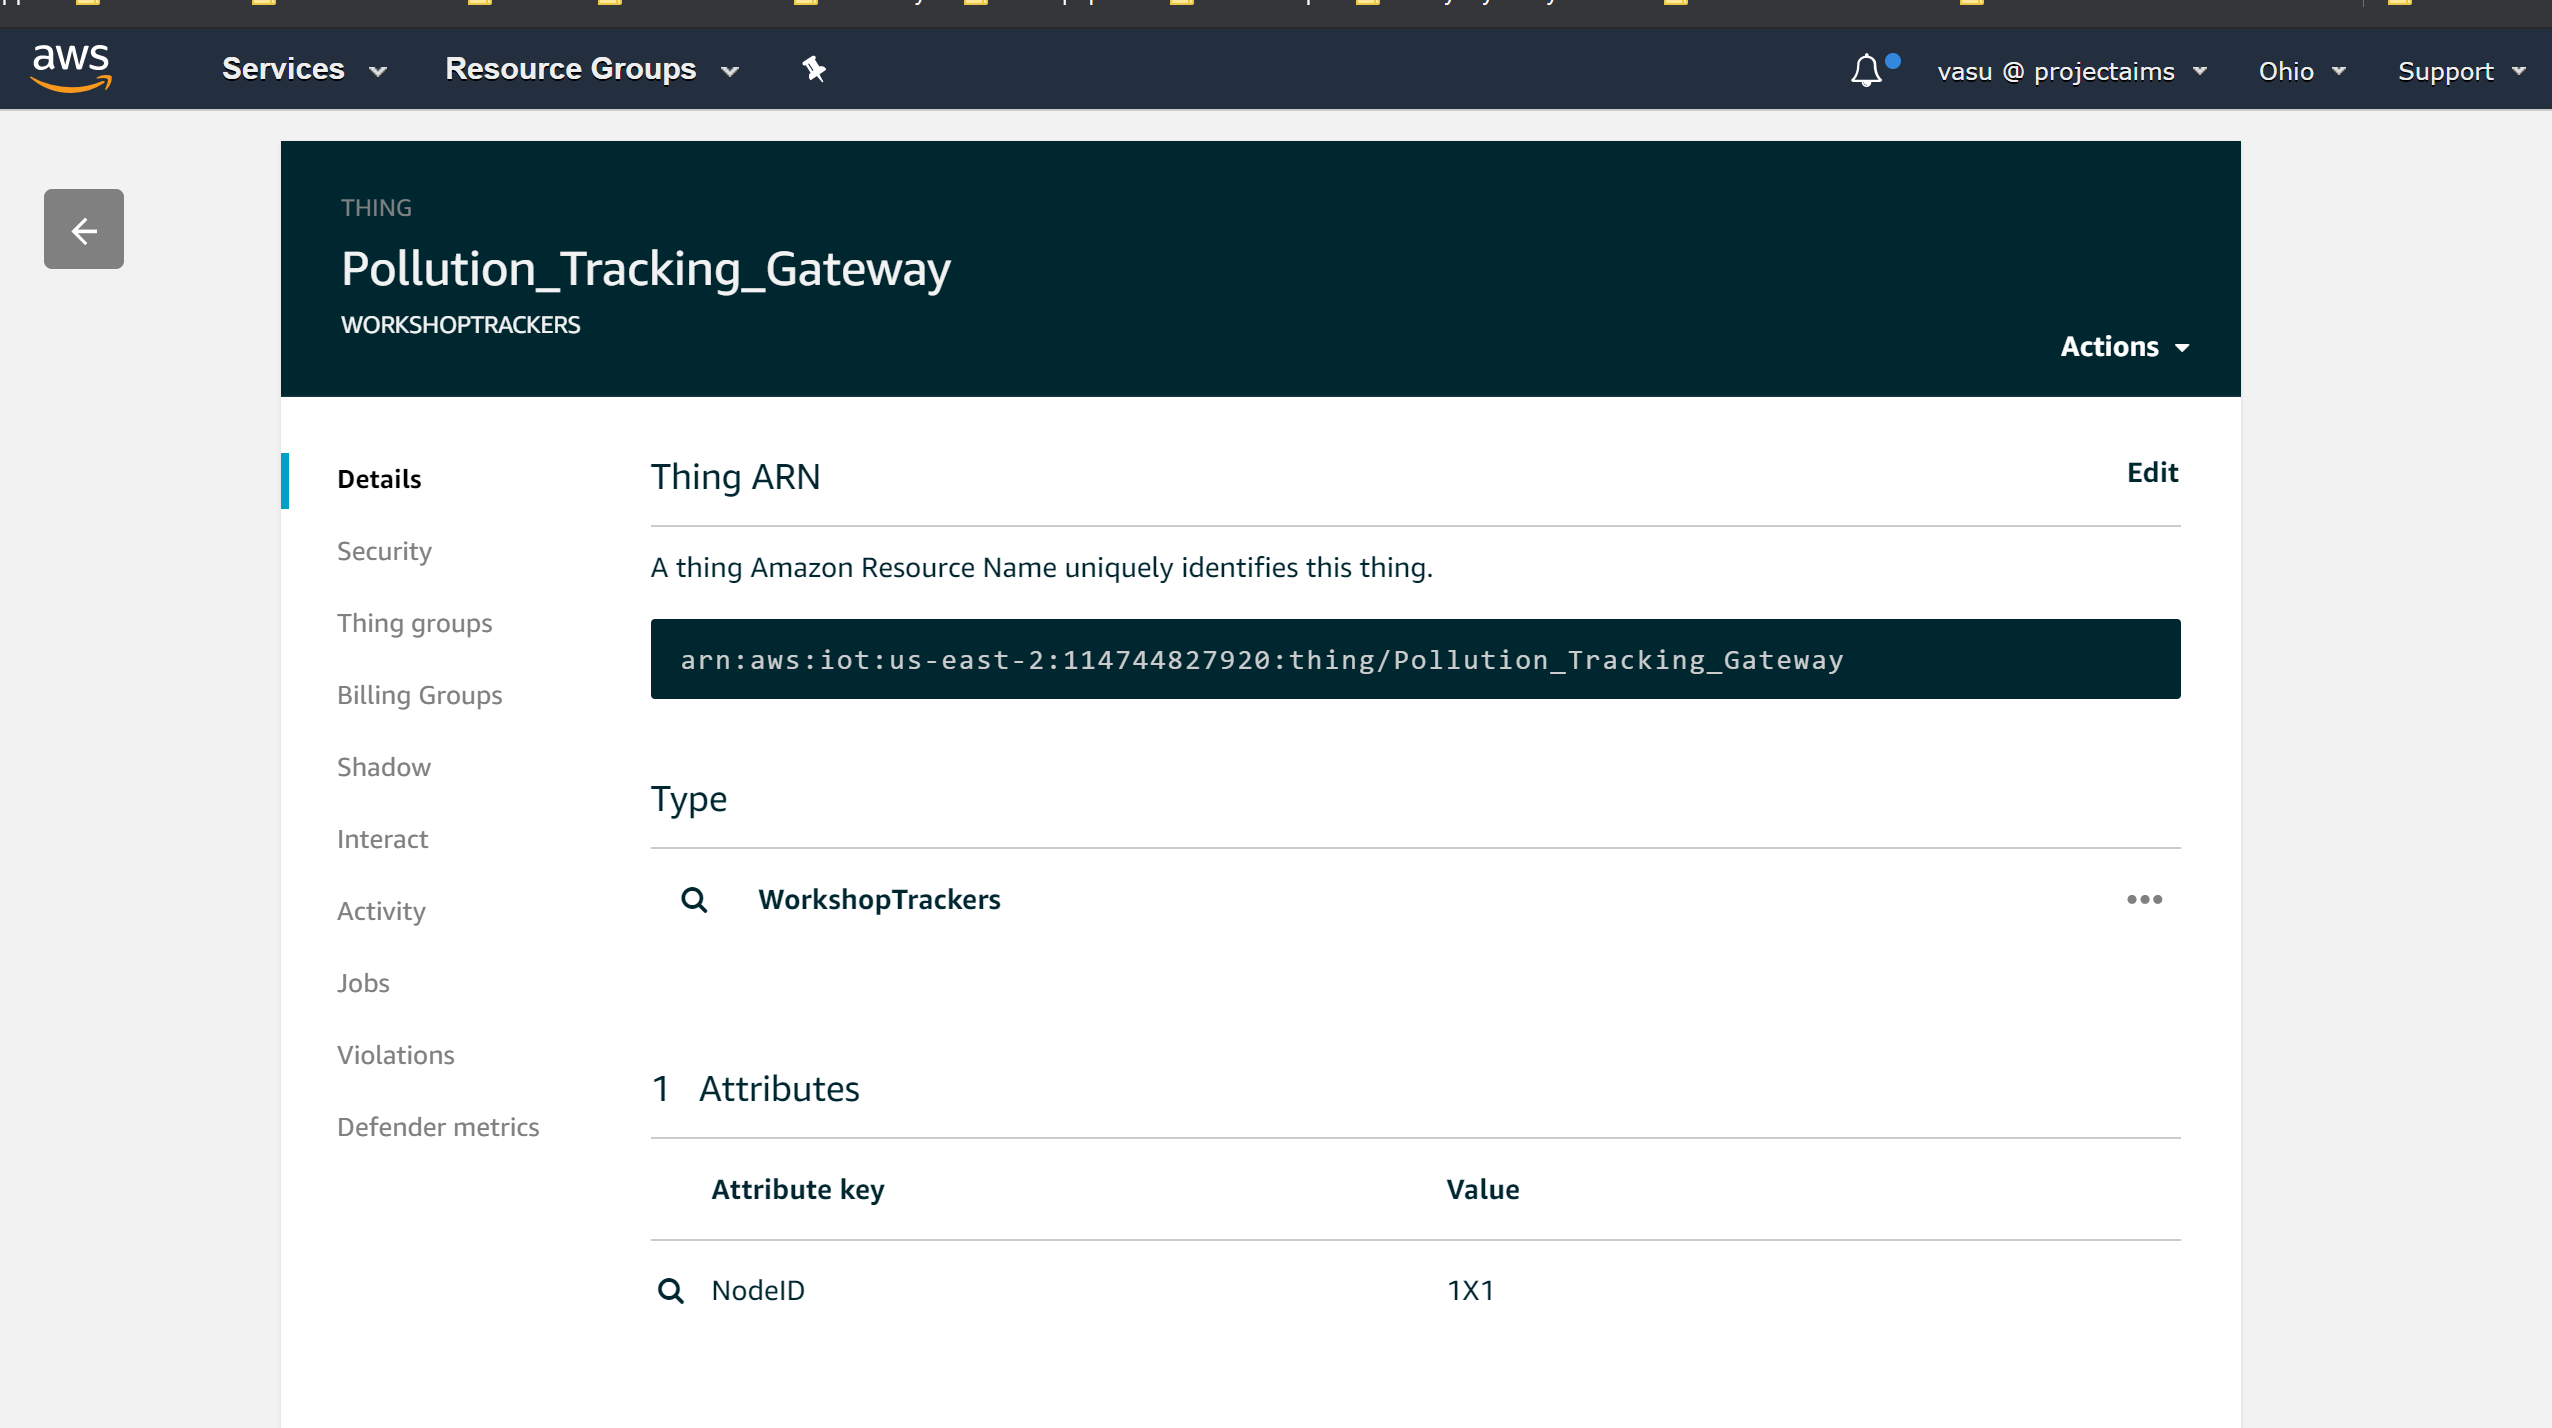 aws
Services
Resource Groups
vasu @ projectaims
Ohio
Support
THING
Pollution_Tracking_Gateway
WORKSHOPTRACKERS
Actions
Details
Security
Thing groups
Billing Groups
Shadow
Interact
Activity
Jobs
Violations
Defender metrics
Thing ARN
Edit
A thing Amazon Resource Name uniquely identifies this thing.
arn:aws:iot:us-east-2:114744827920:thing/Pollution_Tracking_Gateway
Type
WorkshopTrackers
1 Attributes
Attribute key Value
NodeID 1X1